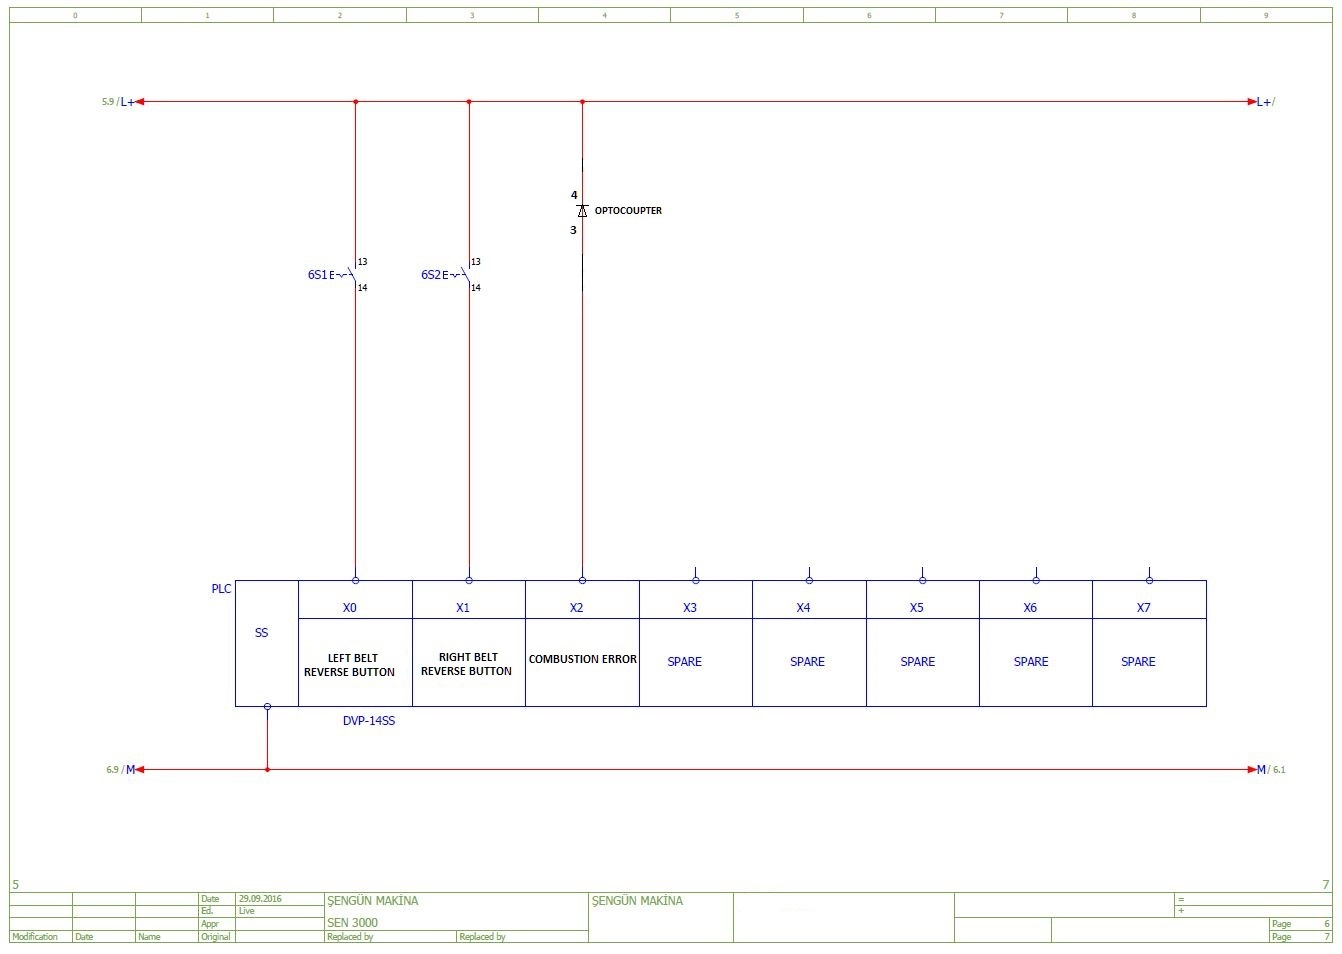 0 1 2 3 4 5 6 7 8 9
5.9 / L+ L+ /
4
OPTOCOUPTER
3
13 13
6S1 E 6S2 E
14 14
PLC
SS
X0 X1 X2 X3 X4 X5 X6 X7
LEFT BELT
REVERSE BUTTON
RIGHT BELT
REVERSE BUTTON
COMBUSTION ERROR
SPARE SPARE SPARE SPARE SPARE
DVP-14SS
6.9 / M M / 6.1
5 7
Date 29.09.2016 ŞENGÜN MAKİNA ŞENGÜN MAKİNA =
Ed. Live +
Appr SEN 3000 Page 6
Modification Date Name Original Replaced by Replaced by Page 7